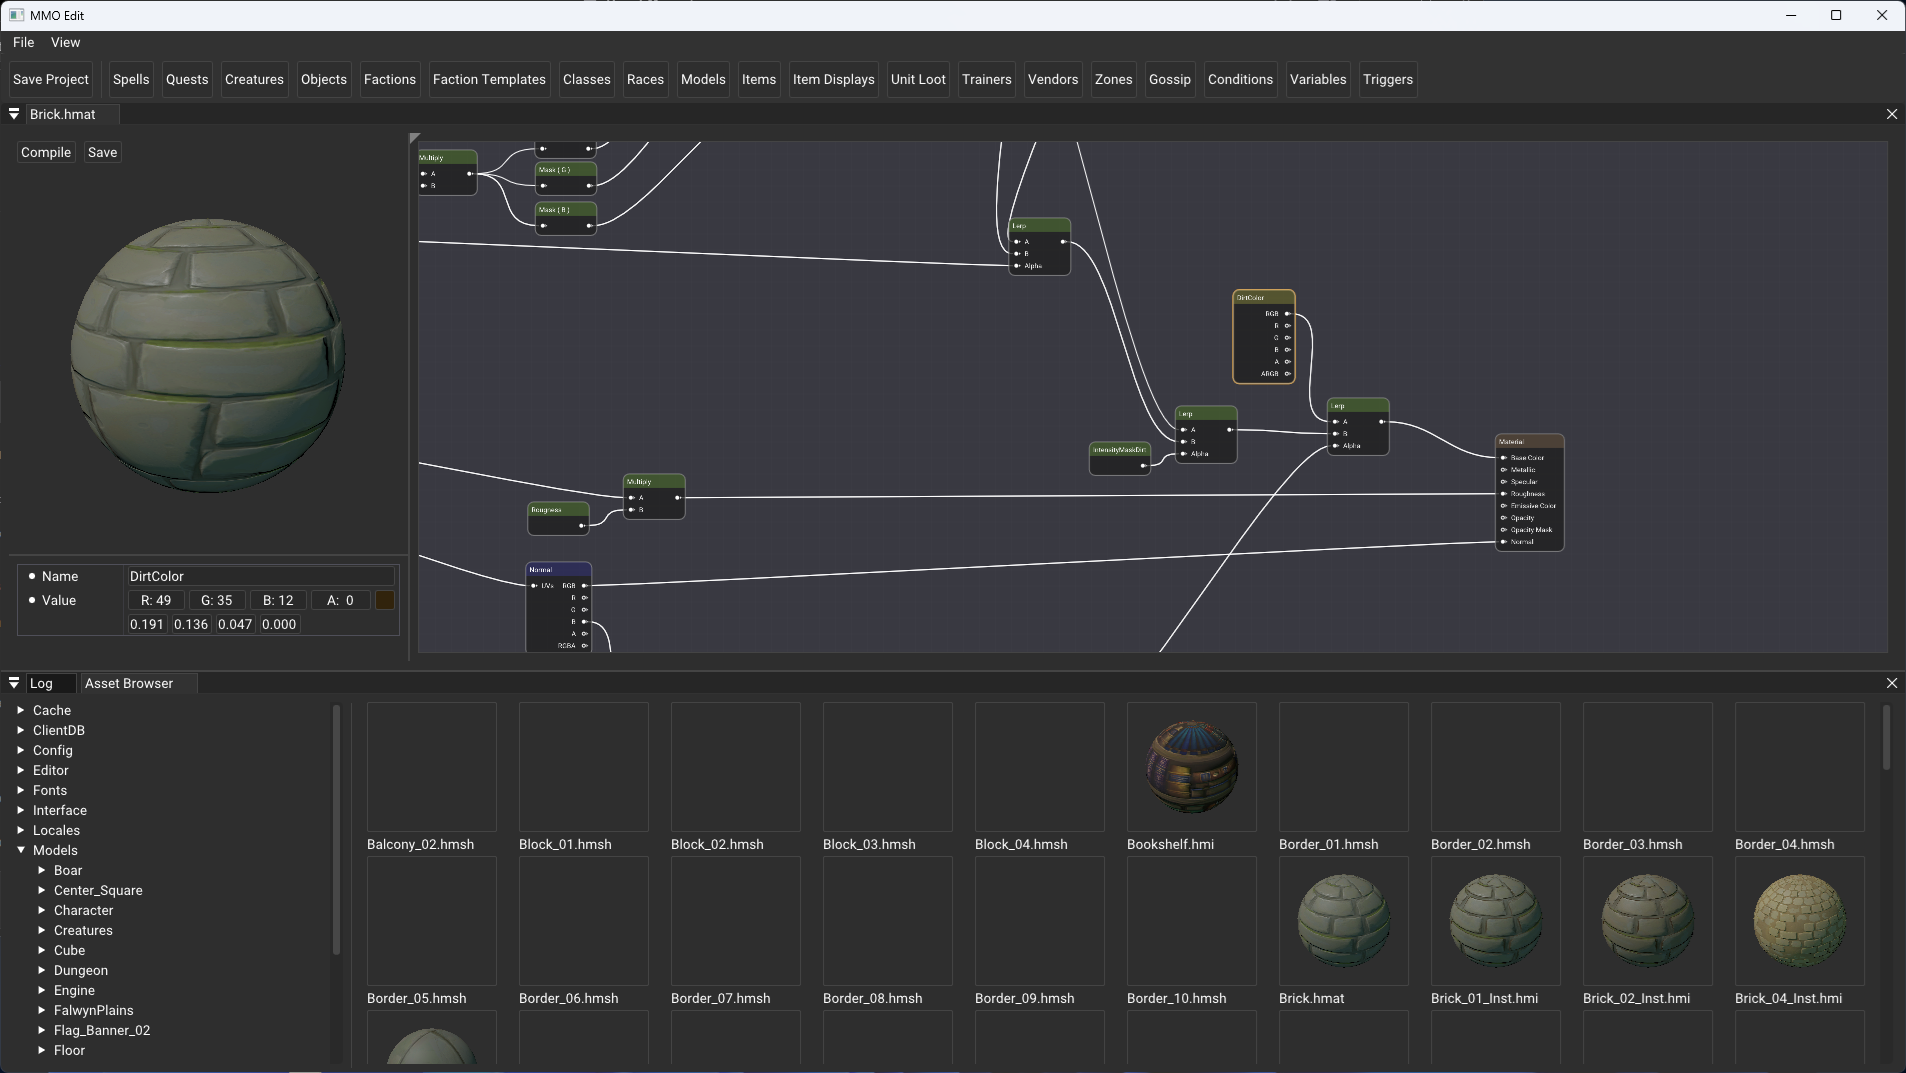 MMO Edit
File View
Save Project Spells Quests Creatures Objects Factions Faction Templates Classes Races Models Items Item Displays Unit Loot Trainers Vendors Zones Gossip Conditions Variables Triggers
Brick.hmat
Compile Save
Multiply
A
B
Mask ( G )
Mask ( B )
Lerp
A
B
Alpha
DirtColor
RGB
R
G
B
A
ARGB
Lerp
A
B
Alpha
IntensityMaskDirt
Lerp
A
B
Alpha
Material
Base Color
Metallic
Specular
Roughness
Emissive Color
Opacity
Opacity Mask
Normal
Multiply
A
B
Rougness
Normal
UVs RGB
R
G
B
A
RGBA
Name DirtColor
Value R: 49 G: 35 B: 12 A: 0
0.191 0.136 0.047 0.000
Log Asset Browser
Cache
ClientDB
Config
Editor
Fonts
Interface
Locales
Models
Boar
Center_Square
Character
Creatures
Cube
Dungeon
Engine
FalwynPlains
Flag_Banner_02
Floor
Balcony_02.hmsh Block_01.hmsh Block_02.hmsh Block_03.hmsh Block_04.hmsh Bookshelf.hmi Border_01.hmsh Border_02.hmsh Border_03.hmsh Border_04.hmsh
Border_05.hmsh Border_06.hmsh Border_07.hmsh Border_08.hmsh Border_09.hmsh Border_10.hmsh Brick.hmat Brick_01_Inst.hmi Brick_02_Inst.hmi Brick_04_Inst.hmi